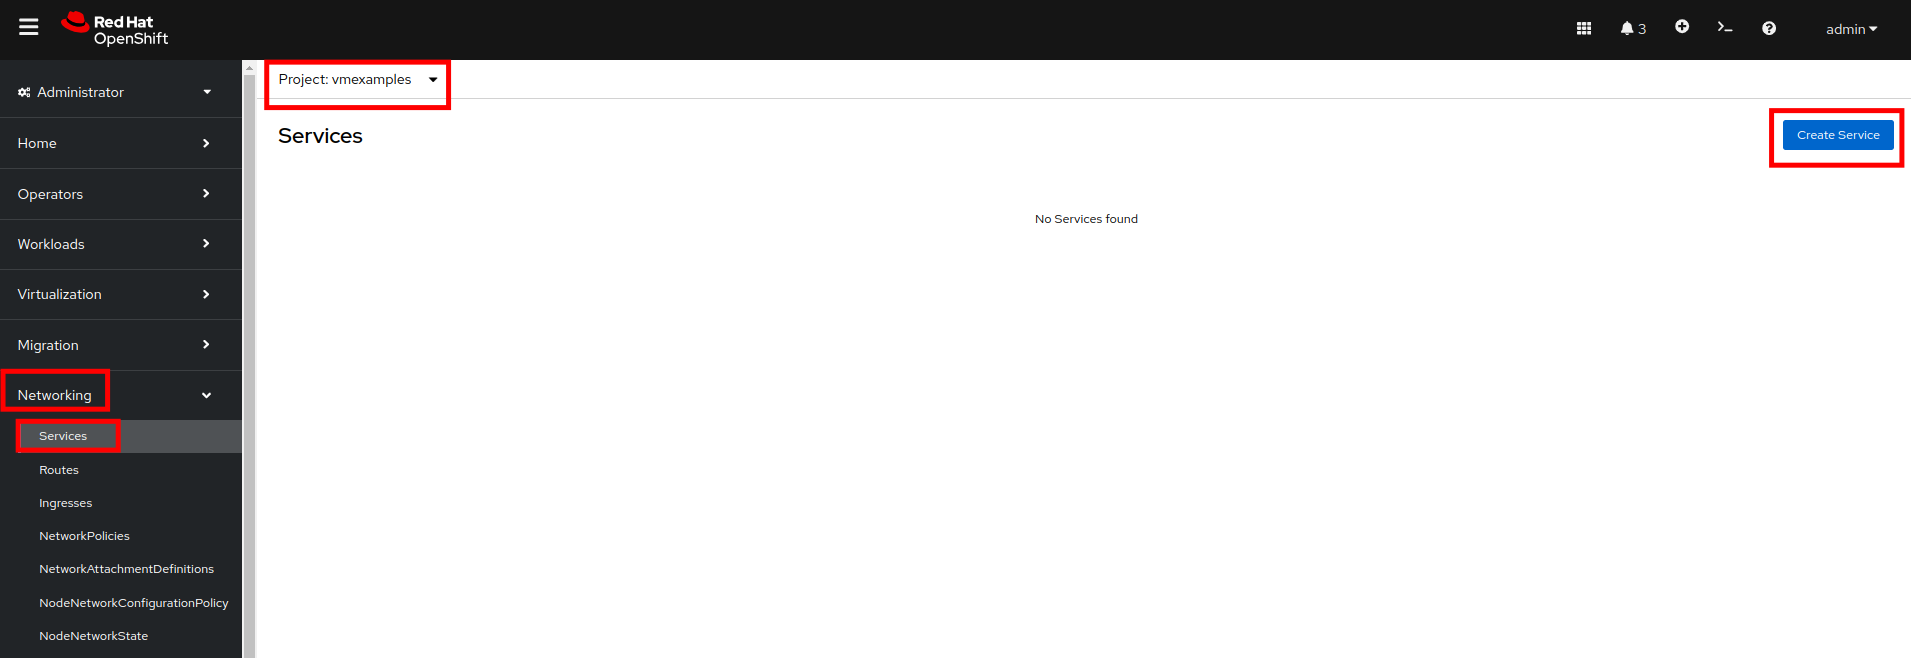 Red Hat
OpenShift
3
admin
Administrator
Home
Operators
Workloads
Virtualization
Migration
Networking
Services
Routes
Ingresses
NetworkPolicies
NetworkAttachmentDefinitions
NodeNetworkConfigurationPolicy
NodeNetworkState
Project: vmexamples
Services
Create Service
No Services found